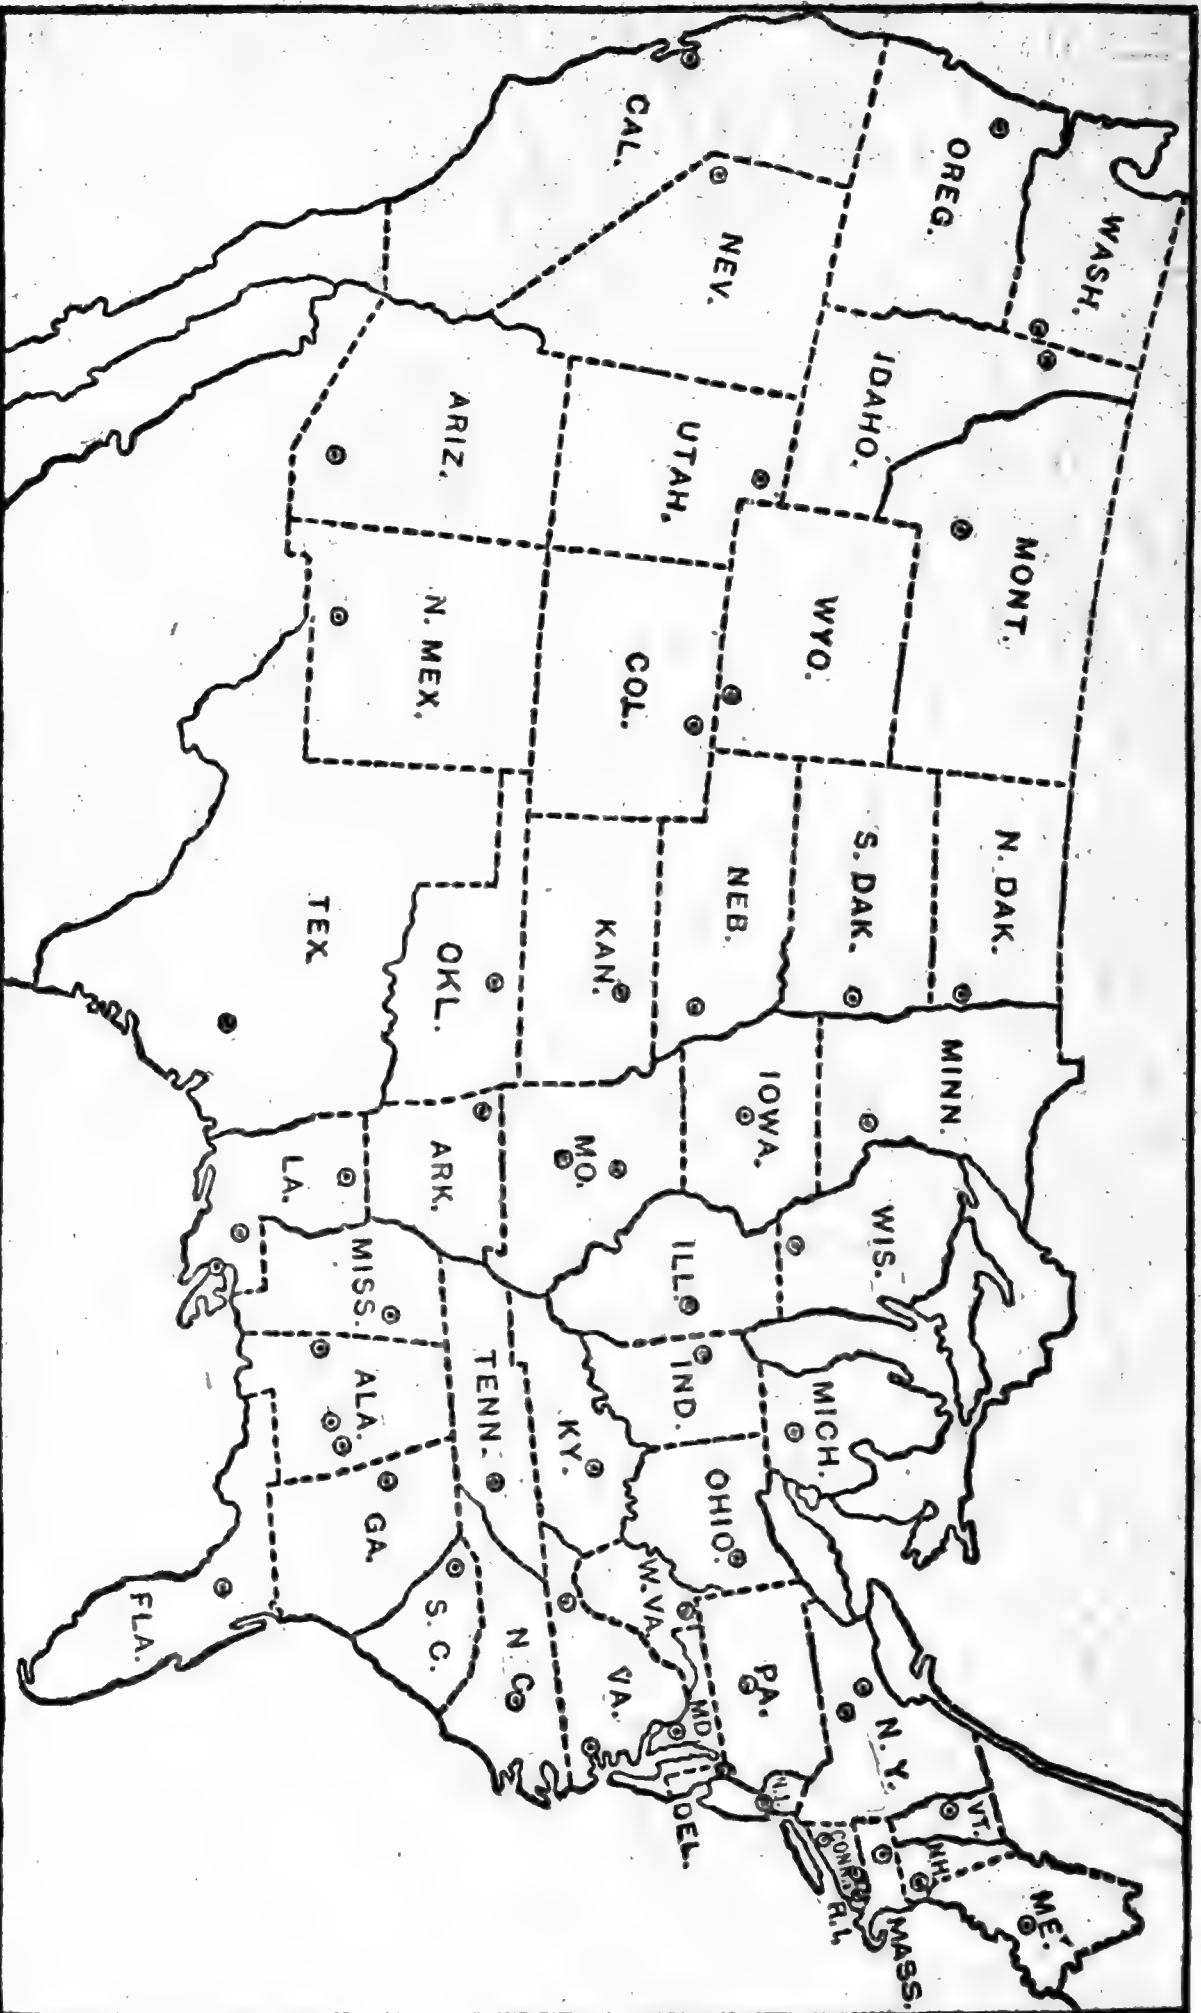 WASH.
OREG.
CAL.
NEV.
IDAHO.
MONT.
WYO.
UTAH.
ARIZ.
N. MEX.
COL.
N. DAK.
S. DAK.
NEB.
KAN.
OKL.
TEX.
MINN.
IOWA.
MO.
ARK.
LA.
WIS.
ILL.
MISS.
MICH.
IND.
KY.
TENN.
ALA.
OHIO.
GA.
FLA.
W. VA.
VA.
N. C.
S. C.
PA.
MD
DEL.
N.J.
N. Y.
VT.
N.H.
ME.
MASS.
CONN.
R.I.